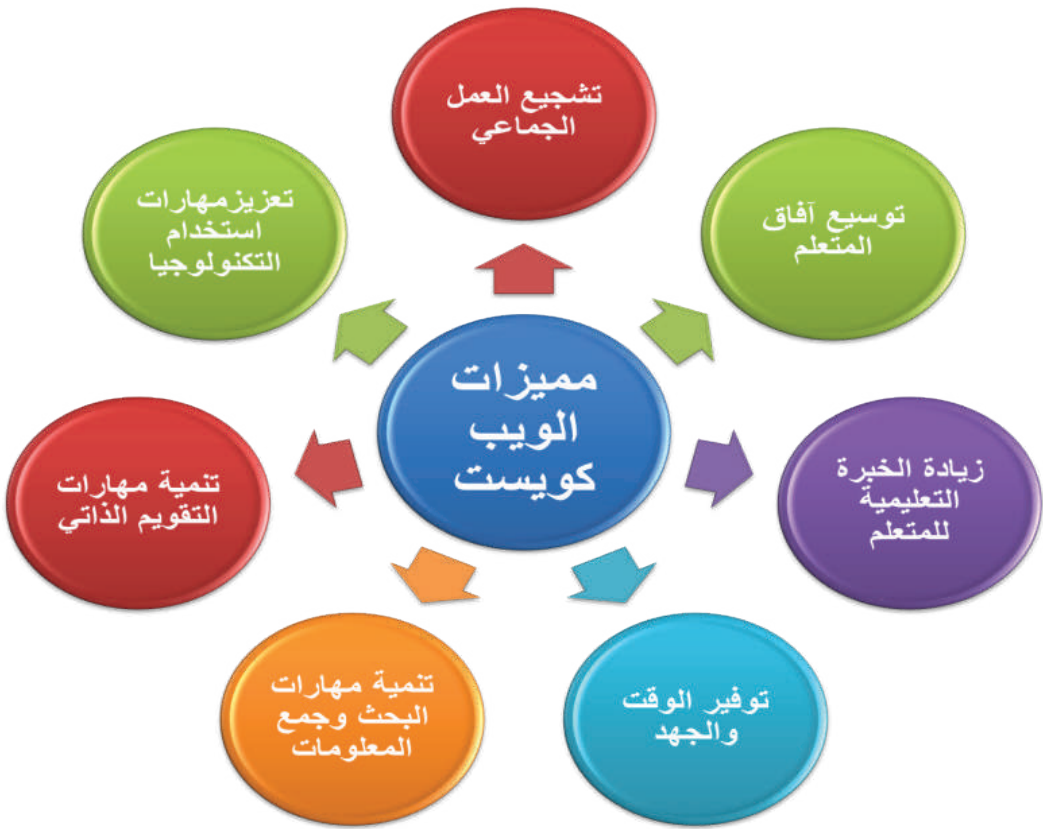 تشجيع العمل
الجماعي
توسيع آفاق
المتعلم
زيادة الخبرة
التعليمية
للمتعلم
توفير الوقت
والجهد
تنمية مهارات
البحث وجمع
المعلومات
تنمية مهارات
التقويم الذاتي
تعزيزمهارات
استخدام
التكنولوجيا
مميزات
الويب
كويست